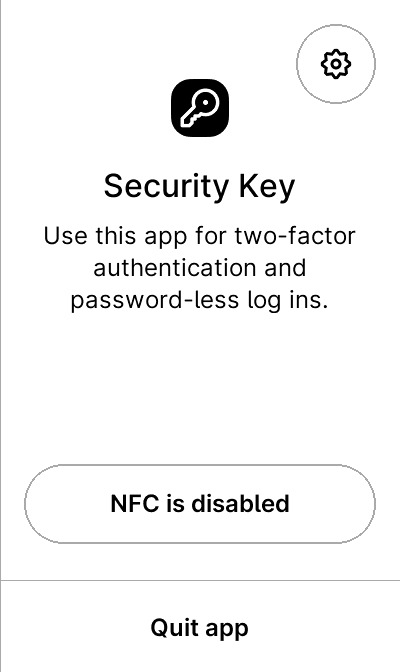 Security Key
Use this app for two-factor
authentication and
password-less log ins.
NFC is disabled
Quit app